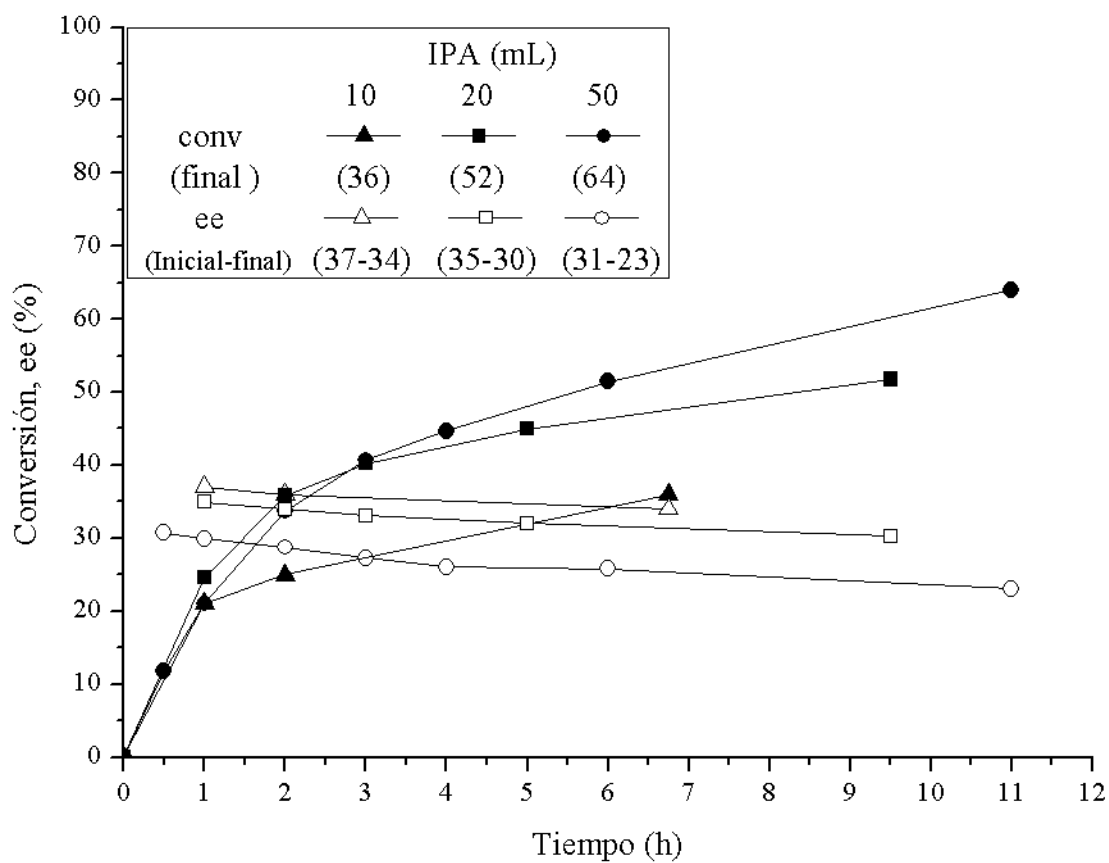 100
90
80
70
60
50
40
30
20
10
0
Conversión, ee (%)
IPA (mL)
10 20 50
conv
(final ) (36) (52) (64)
ee
(Inicial-final) (37-34) (35-30) (31-23)
0 1 2 3 4 5 6 7 8 9 10 11 12
Tiempo (h)